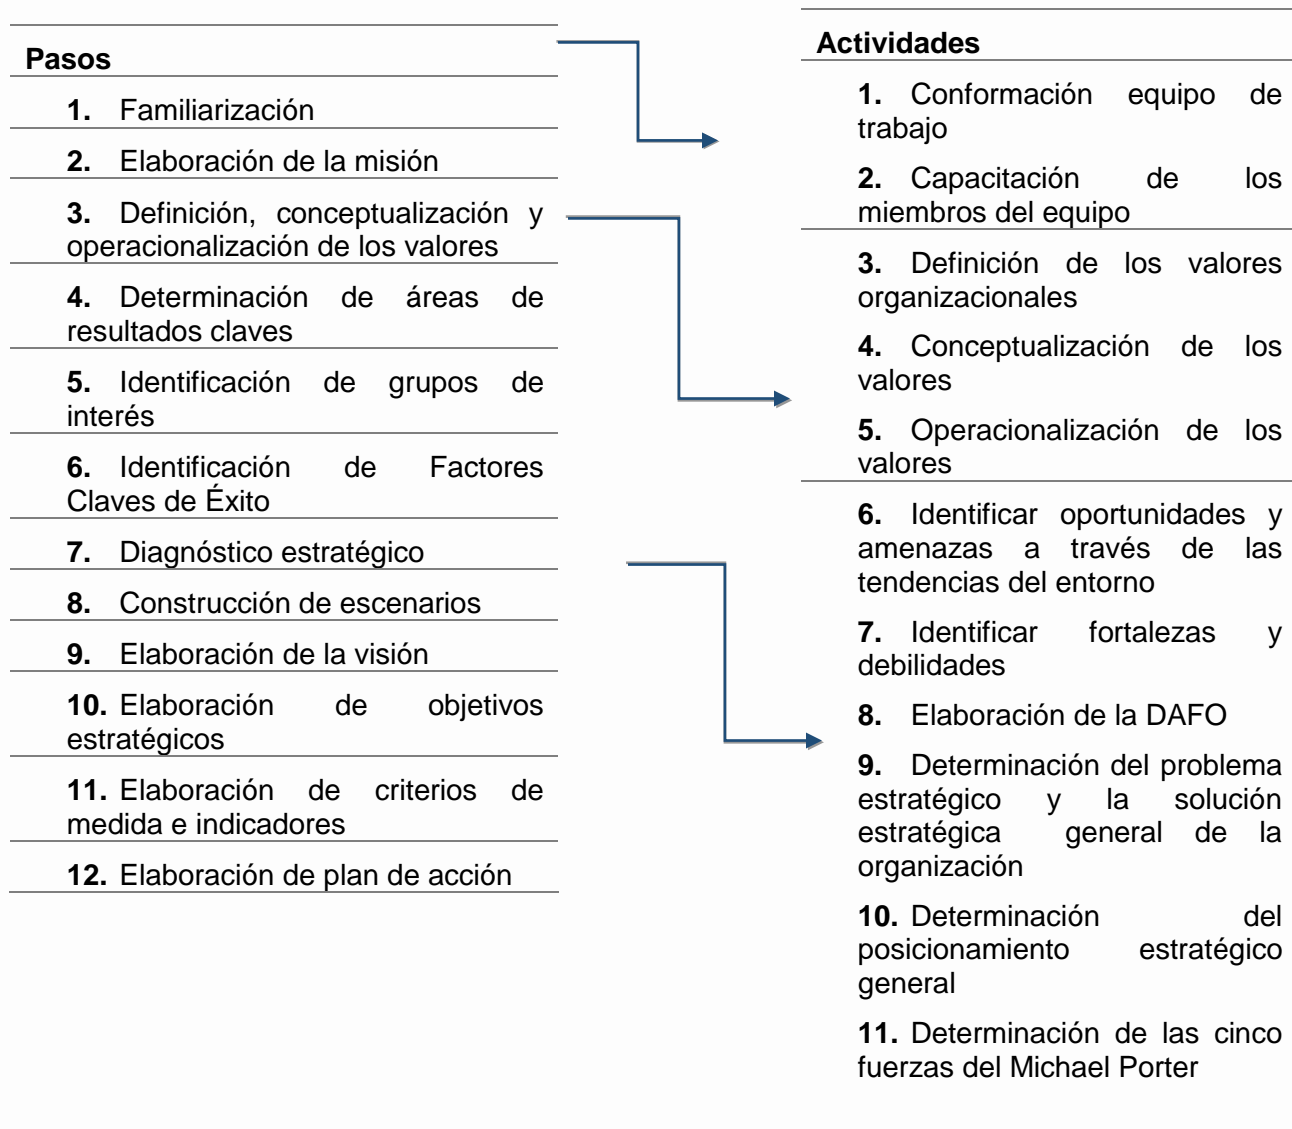 Pasos
1. Familiarización
2. Elaboración de la misión
3. Definición, conceptualización y
operacionalización de los valores
4. Determinación de áreas de
resultados claves
5. Identificación de grupos de
interés
6. Identificación de Factores
Claves de Éxito
7. Diagnóstico estratégico
8. Construcción de escenarios
9. Elaboración de la visión
10. Elaboración de objetivos
estratégicos
11. Elaboración de criterios de
medida e indicadores
12. Elaboración de plan de acción
Actividades
1. Conformación equipo de
trabajo
2. Capacitación de los
miembros del equipo
3. Definición de los valores
organizacionales
4. Conceptualización de los
valores
5. Operacionalización de los
valores
6. Identificar oportunidades y
amenazas a través de las
tendencias del entorno
7. Identificar fortalezas y
debilidades
8. Elaboración de la DAFO
9. Determinación del problema
estratégico y la solución
estratégica general de la
organización
10. Determinación del
posicionamiento estratégico
general
11. Determinación de las cinco
fuerzas del Michael Porter